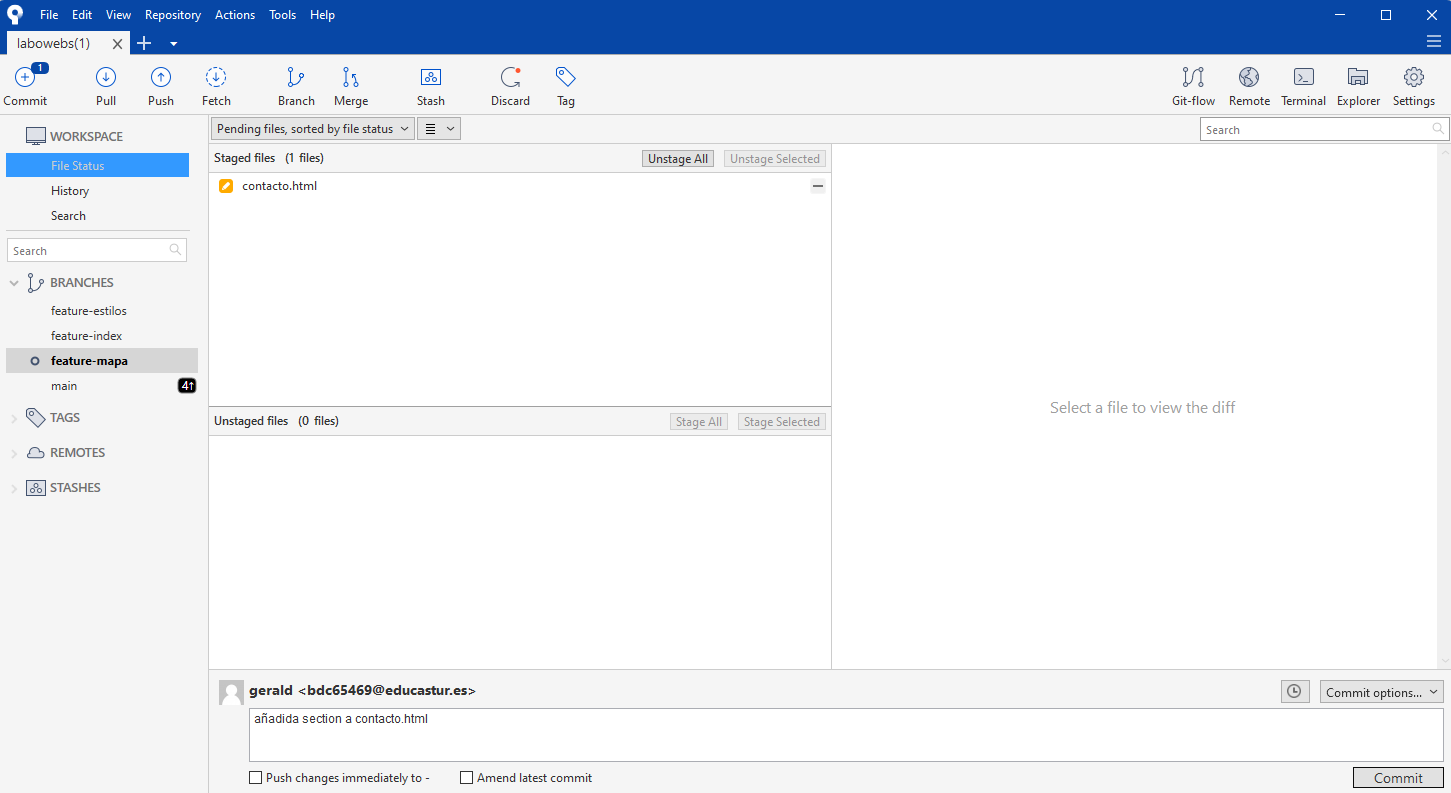 File Edit View Repository Actions Tools Help
labowebs(1)
1
Commit Pull Push Fetch Branch Merge Stash Discard Tag Git-flow Remote Terminal Explorer Settings
WORKSPACE
File Status
History
Search
Search
BRANCHES
feature-estilos
feature-index
feature-mapa
main 4↑
TAGS
REMOTES
STASHES
Pending files, sorted by file status
Search
Staged files (1 files) Unstage All Unstage Selected
contacto.html
Unstaged files (0 files) Stage All Stage Selected
Select a file to view the diff
gerald <bdc65469@educastur.es>
Commit options...
añadida section a contacto.html
Push changes immediately to - Amend latest commit
Commit